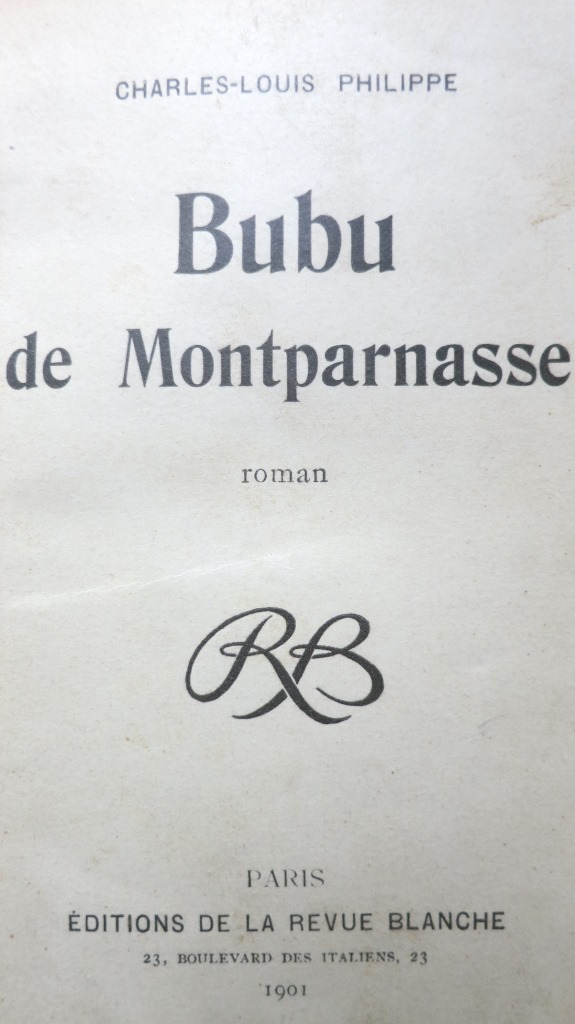 CHARLES-LOUIS PHILIPPE
Bubu
de Montparnasse
roman
RB
PARIS
ÉDITIONS DE LA REVUE BLANCHE
23, BOULEVARD DES ITALIENS, 23
1901